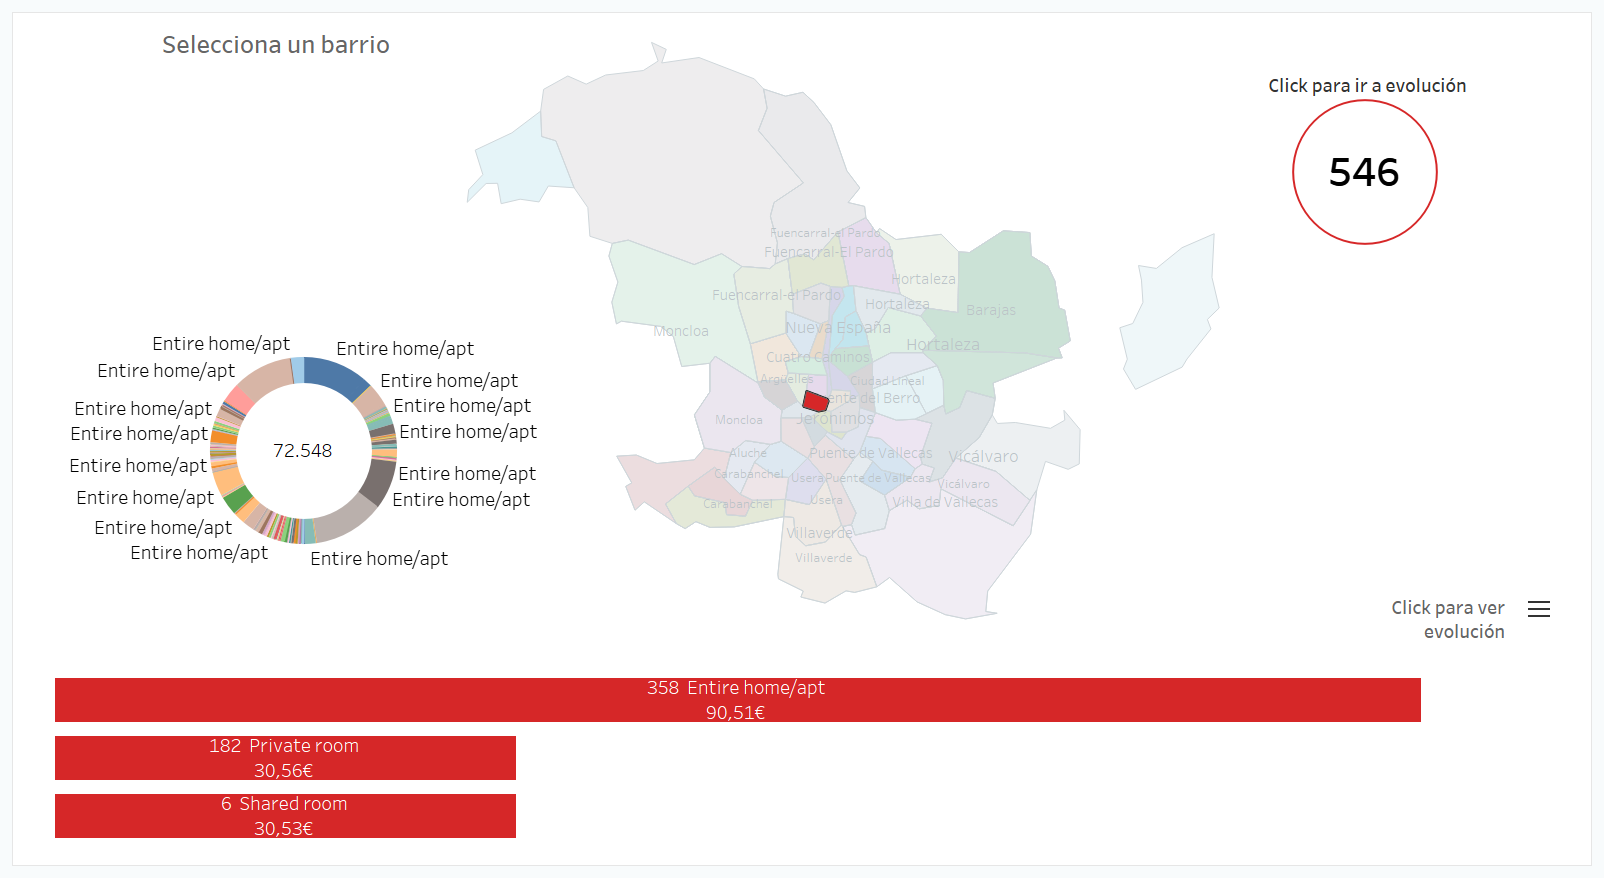 Selecciona un barrio
Click para ir a evolución
546
Fuencarral-el Pardo
Fuencarral-El Pardo
Hortaleza
Fuencarral-el Pardo
Hortaleza
Barajas
Moncloa
Nueva España
Hortaleza
Cuatro Caminos
Argüelles
Ciudad Lineal
ente del Berro
Moncloa
Jerónimos
Aluche
Puente de Vallecas
Vicálvaro
Carabanchel
Usera
Puente de Vallecas
Vicálvaro
Carabanchel
Usera
Villa de Vallecas
Villaverde
Villaverde
Entire home/apt
Entire home/apt
Entire home/apt
Entire home/apt
Entire home/apt
Entire home/apt
Entire home/apt
Entire home/apt
72.548
Entire home/apt
Entire home/apt
Entire home/apt
Entire home/apt
Entire home/apt
Entire home/apt
Entire home/apt
Click para ver
evolución
358 Entire home/apt
90,51€
182 Private room
30,56€
6 Shared room
30,53€